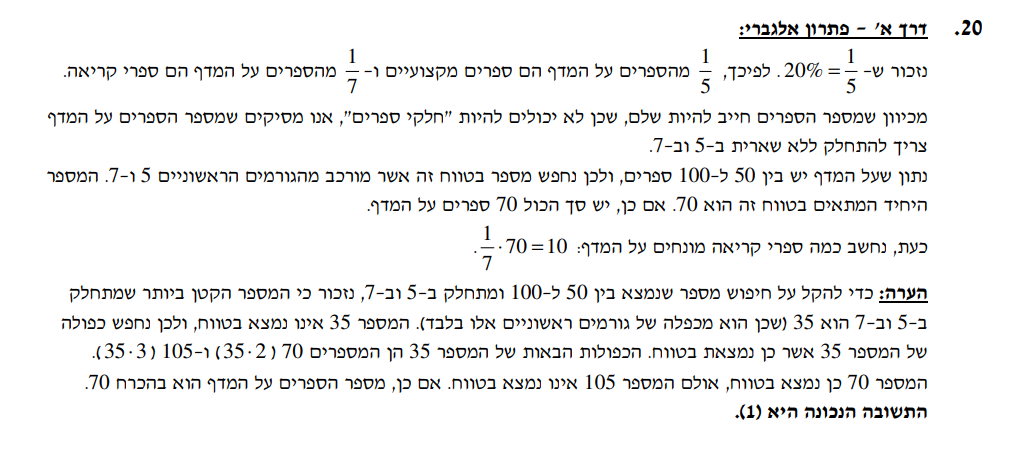 20. דרך א' – פתרון אלגברי:
נזכור ש- 20% = 1/5. לפיכך, 1/5 מהספרים על המדף הם ספרים מקצועיים ו- 1/7 מהספרים על המדף הם ספרי קריאה.
מכיוון שמספר הספרים חייב להיות שלם, שכן לא יכולים להיות "חלקי ספרים", אנו מסיקים שמספר הספרים על המדף
צריך להתחלק ללא שארית ב-5 וב-7.
נתון שעל המדף יש בין 50 ל-100 ספרים, ולכן נחפש מספר בטווח זה אשר מורכב מהגורמים הראשוניים 5 ו-7. המספר
היחיד המתאים בטווח זה הוא 70. אם כן, יש סך הכול 70 ספרים על המדף.
כעת, נחשב כמה ספרי קריאה מונחים על המדף: 1/7 · 70 = 10.
הערה: כדי להקל על חיפוש מספר שנמצא בין 50 ל-100 ומתחלק ב-5 וב-7, נזכור כי המספר הקטן ביותר שמתחלק
ב-5 וב-7 הוא 35 (שכן הוא מכפלה של גורמים ראשוניים אלו בלבד). המספר 35 אינו נמצא בטווח, ולכן נחפש כפולה
של המספר 35 אשר כן נמצאת בטווח. הכפולות הבאות של המספר 35 הן המספרים 70 (35·2) ו-105 (35·3).
המספר 70 כן נמצא בטווח, אולם המספר 105 אינו נמצא בטווח. אם כן, מספר הספרים על המדף הוא בהכרח 70.
התשובה הנכונה היא (1).